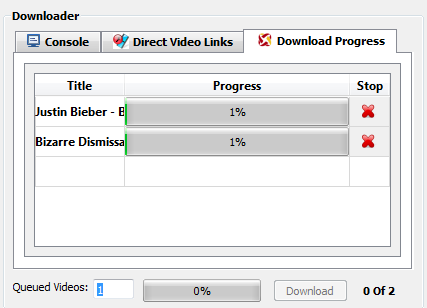 Downloader
Console Direct Video Links Download Progress
Title Progress Stop
Justin Bieber - B 1%
Bizarre Dismissa 1%
Queued Videos: 1 0% Download 0 Of 2